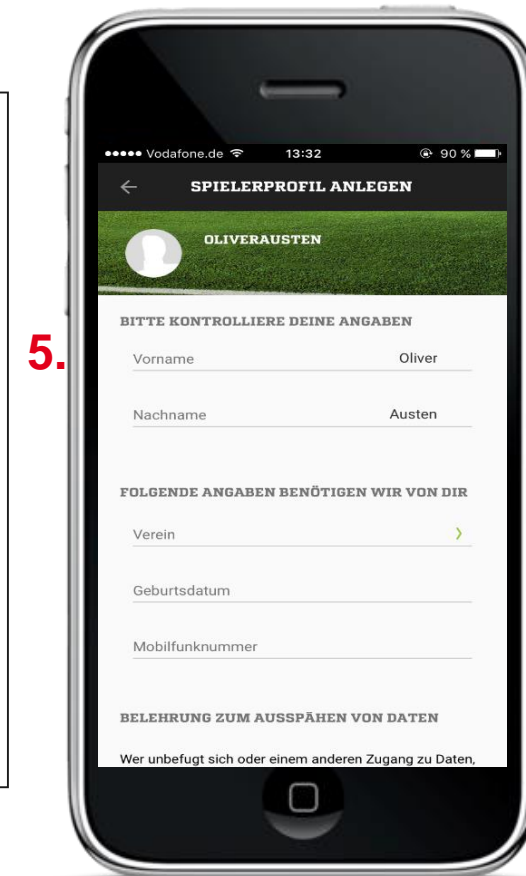 ●●●●● Vodafone.de 13:32 90 %
SPIELERPROFIL ANLEGEN
OLIVERAUSTEN
BITTE KONTROLLIERE DEINE ANGABEN
5.
Vorname Oliver
Nachname Austen
FOLGENDE ANGABEN BENÖTIGEN WIR VON DIR
Verein
Geburtsdatum
Mobilfunknummer
BELEHRUNG ZUM AUSSPÄHEN VON DATEN
Wer unbefugt sich oder einem anderen Zugang zu Daten,